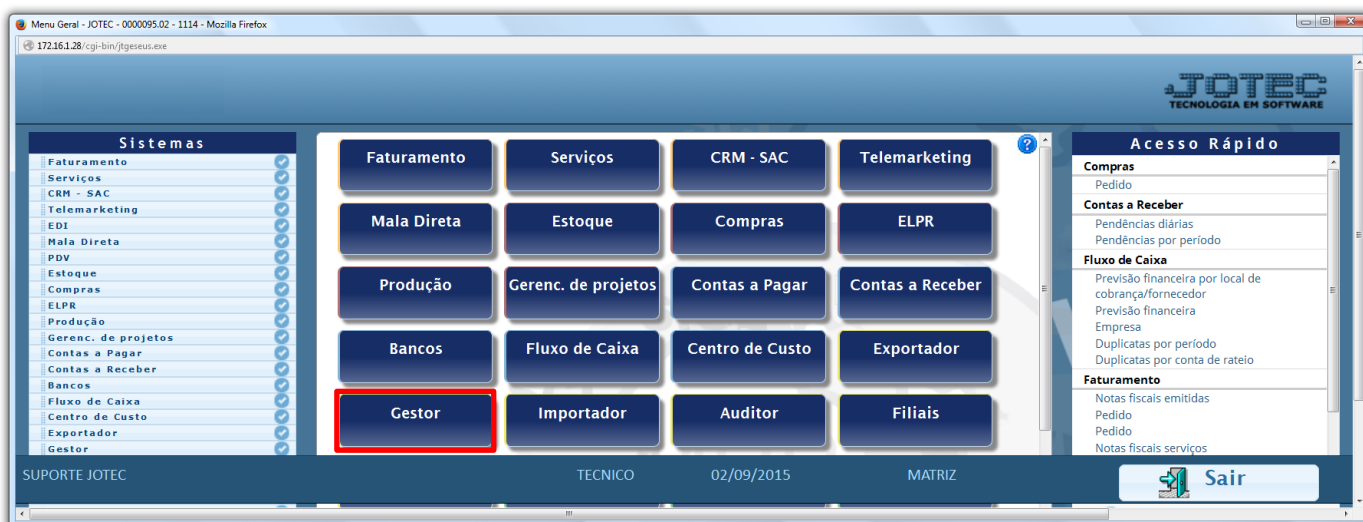 Menu Geral - JOTEC - 0000095.02 - 1114 - Mozilla Firefox
172.16.1.28/cgi-bin/jtgeseus.exe
JOTEC
TECNOLOGIA EM SOFTWARE
Sistemas
Faturamento
Serviços
CRM - SAC
Telemarketing
EDI
Mala Direta
PDV
Estoque
Compras
ELPR
Produção
Gerenc. de projetos
Contas a Pagar
Contas a Receber
Bancos
Fluxo de Caixa
Centro de Custo
Exportador
Gestor
Faturamento Serviços CRM - SAC Telemarketing
Mala Direta Estoque Compras ELPR
Produção Gerenc. de projetos Contas a Pagar Contas a Receber
Bancos Fluxo de Caixa Centro de Custo Exportador
Gestor Importador Auditor Filiais
?
Acesso Rápido
Compras
Pedido
Contas a Receber
Pendências diárias
Pendências por período
Fluxo de Caixa
Previsão financeira por local de
cobrança/fornecedor
Previsão financeira
Empresa
Duplicatas por período
Duplicatas por conta de rateio
Faturamento
Notas fiscais emitidas
Pedido
Pedido
Notas fiscais serviços
SUPORTE JOTEC TECNICO 02/09/2015 MATRIZ Sair